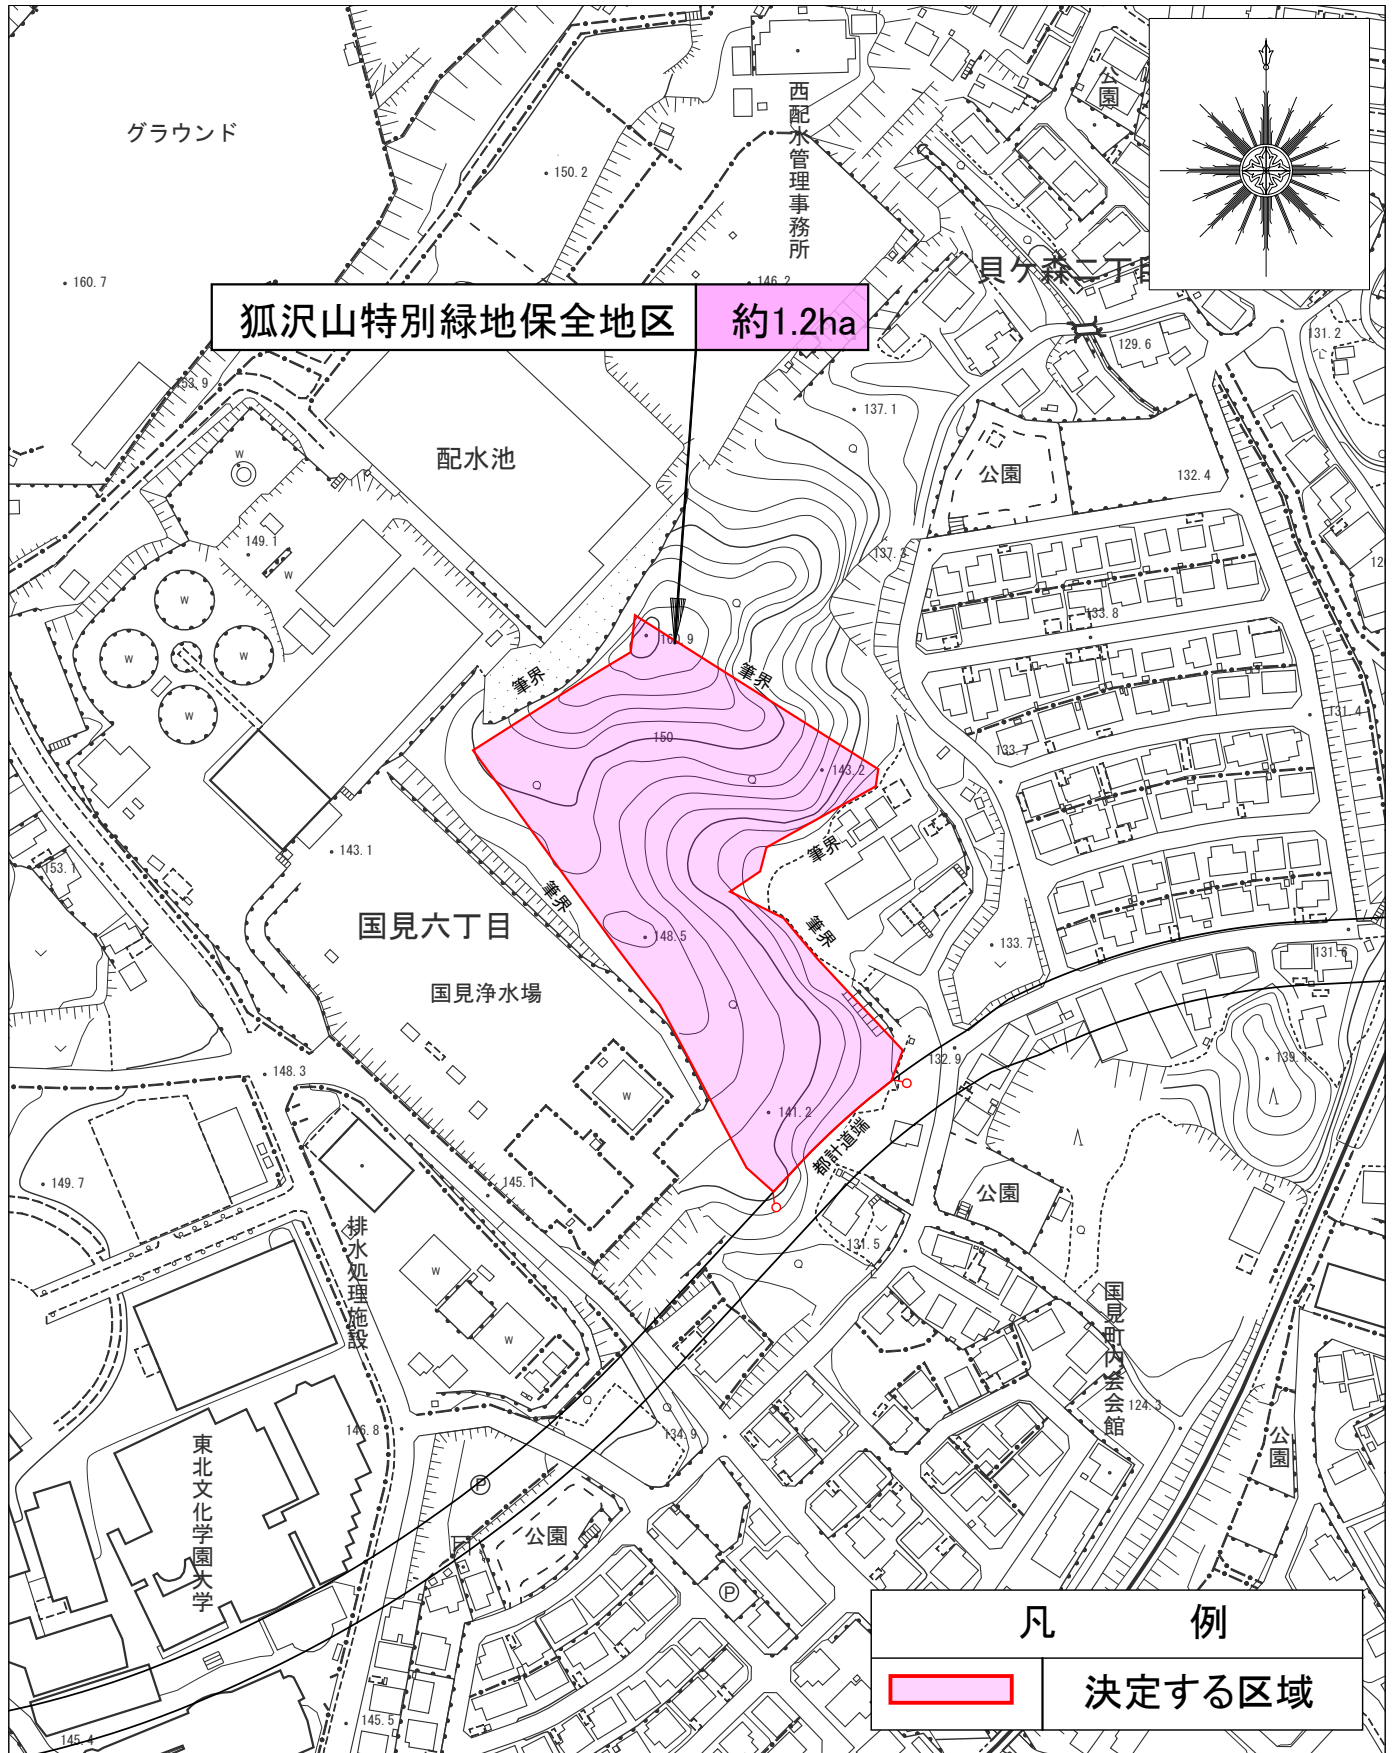 グラウンド
160.7
150.2
西配水管理事務所
146.2
公園
貝ケ森二丁目
狐沢山特別緑地保全地区 約1.2ha
131.2
129.6
153.9
137.1
配水池
公園
132.4
W
149.1
W
137.3
W
W
W
W
133.8
160.9
筆界
筆界
150
143.2
131.4
133.7
143.1
153.1
筆界
筆界
筆界
国見六丁目
148.5
133.7
131.6
国見浄水場
132.9
139.1
148.3
W
141.2
都計道端
149.7
145.1
公園
131.5
排水処理施設
W
W
国見町内会会館
124.3
146.8
134.9
公園
東北文化学園大学
P
公園
P
凡例
決定する区域
145.5
145.4